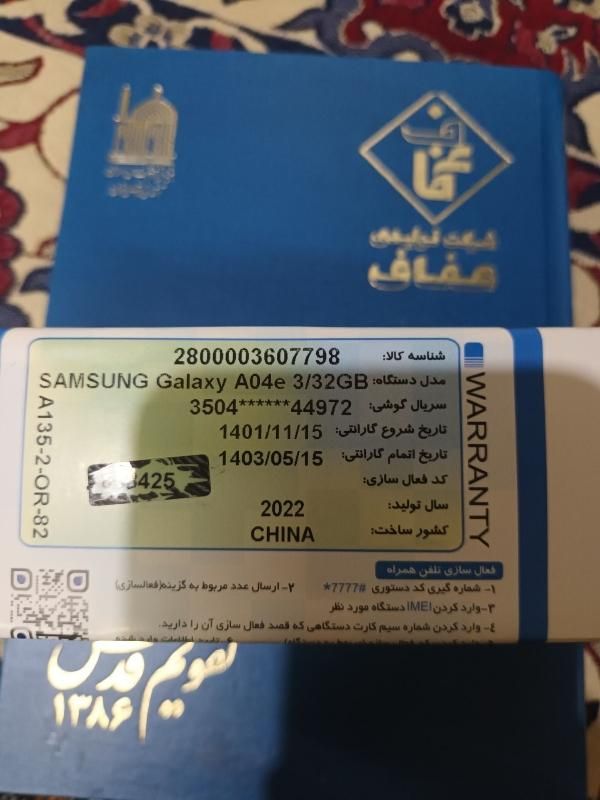 شرکت تولیدی
عفاف
شناسه کالا: 2800003607798
مدل دستگاه: SAMSUNG Galaxy A04e 3/32GB
سریال گوشی: 3504******44972
تاریخ شروع گارانتی: 1401/11/15
تاریخ اتمام گارانتی: 1403/05/15
کد فعال سازی: 425
سال تولید: 2022
کشور ساخت: CHINA
WARRANTY
A135-2-OR-82
فعال سازی تلفن همراه
۱- شماره گیری کد دستوری #7777*
۲- ارسال عدد مربوط به گزینه(فعالسازی)
۳-وارد کردن IMEI دستگاه مورد نظر
۴- وارد کردن شماره سیم کارت دستگاهی که قصد فعال سازی آن را دارید.
تقویم قدس
۱۳۸۶